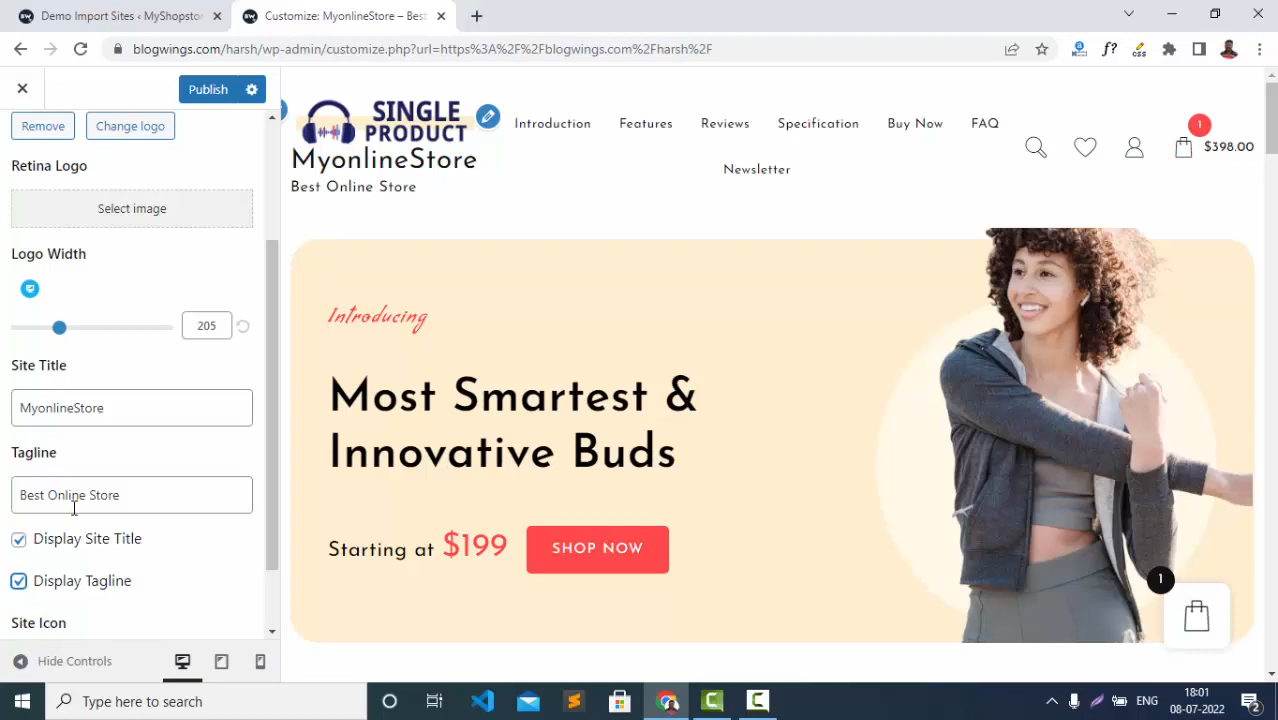 Demo Import Sites ‹ MyShopstor
Customize: MyonlineStore – Best
blogwings.com/harsh/wp-admin/customize.php?url=https%3A%2F%2Fblogwings.com%2Fharsh%2F
Publish
Remove
Change logo
Retina Logo
Select image
Logo Width
205
Site Title
MyonlineStore
Tagline
Best Online Store
Display Site Title
Display Tagline
Site Icon
Hide Controls
SINGLE
PRODUCT
MyonlineStore
Best Online Store
Introduction
Features
Reviews
Specification
Buy Now
FAQ
Newsletter
1
$398.00
Introducing
Most Smartest &
Innovative Buds
Starting at $199
SHOP NOW
1
Type here to search
ENG
18:01
08-07-2022
2